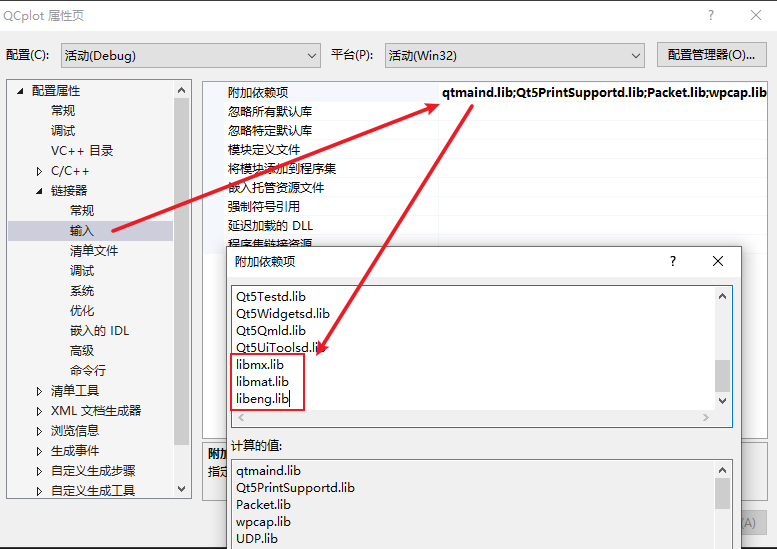 QCplot 属性页
配置(C):
活动(Debug)
平台(P):
活动(Win32)
配置管理器(O)...
配置属性
常规
调试
VC++ 目录
C/C++
链接器
常规
输入
清单文件
调试
系统
优化
嵌入的 IDL
高级
命令行
清单工具
XML 文档生成器
浏览信息
生成事件
自定义生成步骤
自定义生成工具
附加依赖项
qtmaind.lib;Qt5PrintSupportd.lib;Packet.lib;wpcap.lib
忽略所有默认库
忽略特定默认库
模块定义文件
将模块添加到程序集
嵌入托管资源文件
强制符号引用
延迟加载的 DLL
程序集链接资源
附加依赖项
Qt5Testd.lib
Qt5Widgetsd.lib
Qt5Qmld.lib
Qt5UiToolsd.lib
libmx.lib
libmat.lib
libeng.lib
计算的值:
qtmaind.lib
Qt5PrintSupportd.lib
Packet.lib
wpcap.lib
UDP.lib
附加
指定
(A)